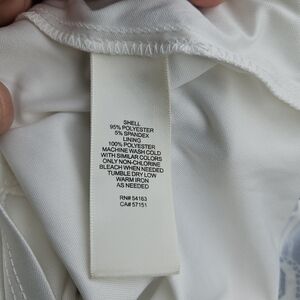 SHELL
95% POLYESTER
5% SPANDEX
LINING
100% POLYESTER
MACHINE WASH COLD
WITH SIMILAR COLORS
ONLY NON-CHLORINE
BLEACH WHEN NEEDED
TUMBLE DRY LOW
WARM IRON
AS NEEDED
RN# 54163
CA# 57151